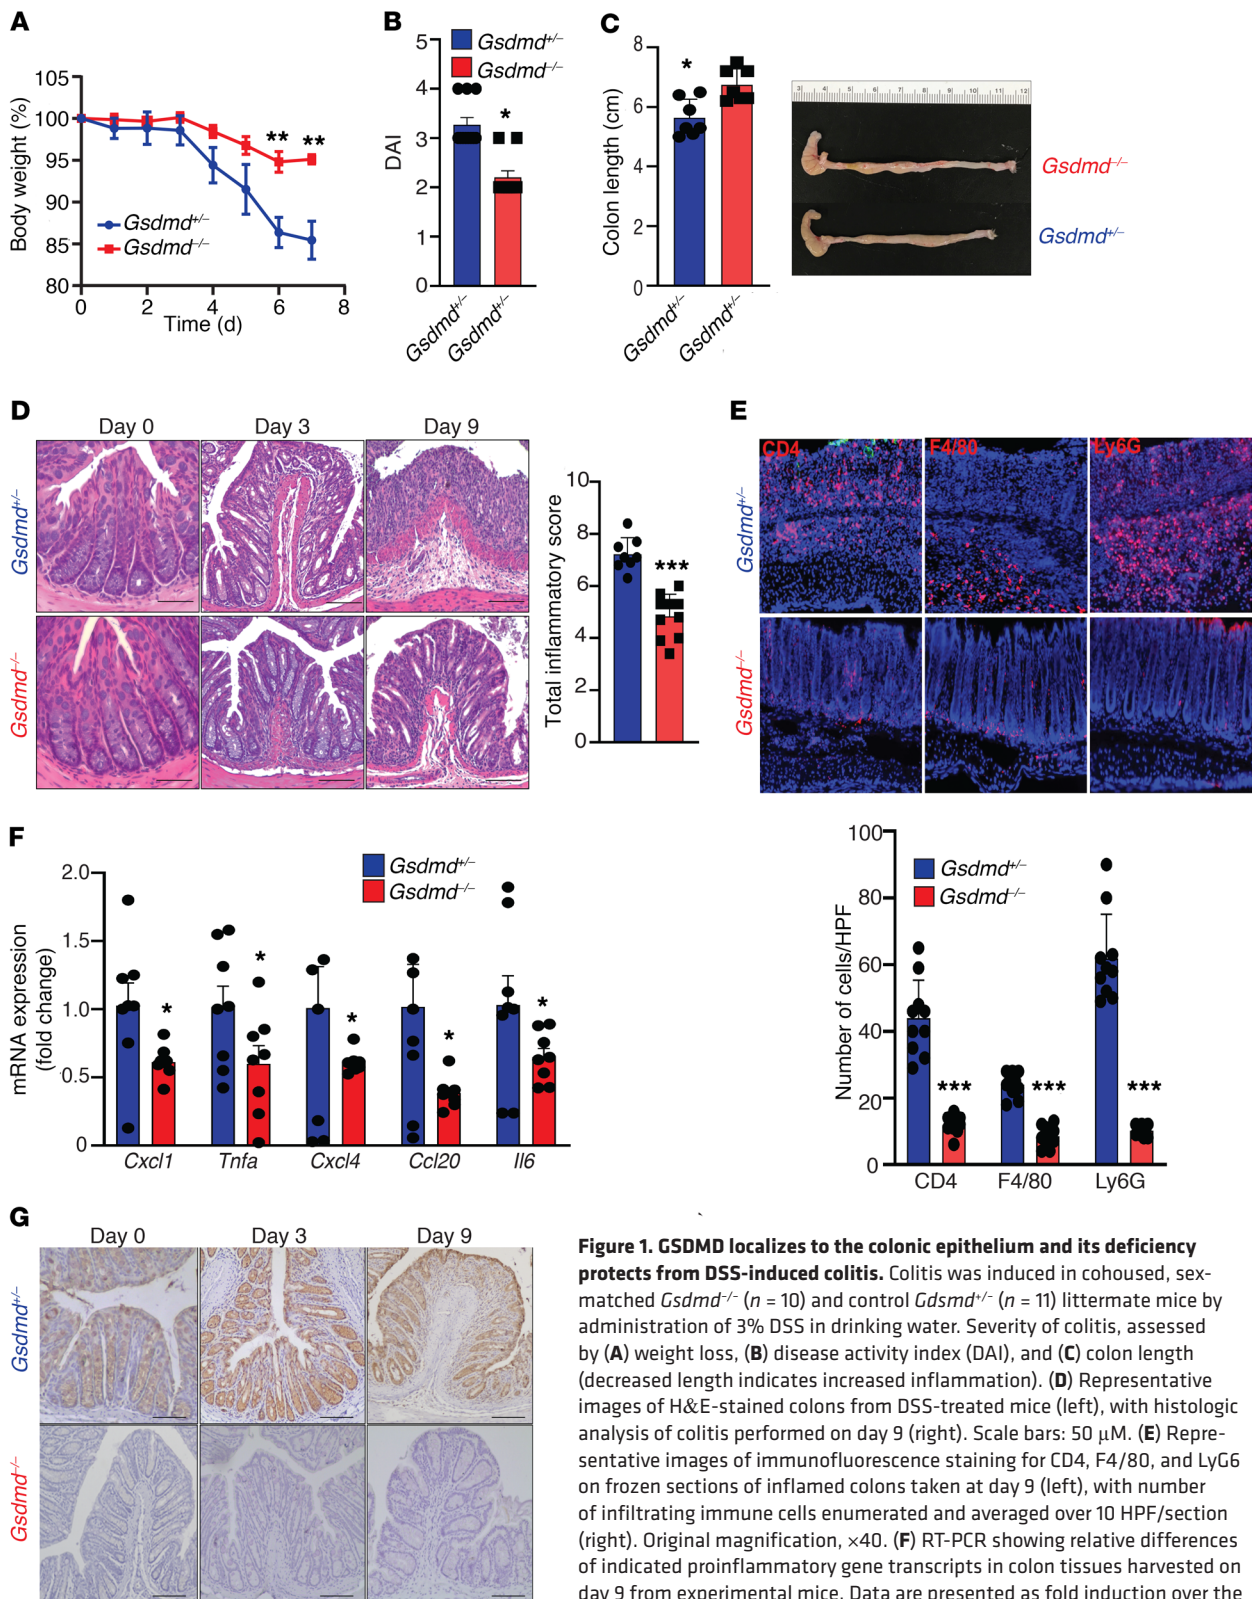 A
105
100
95
90
85
80
Body weight (%)
**
**
Gsdmd+/–
Gsdmd–/–
0
2
4
6
8
Time (d)
B
Gsdmd+/–
Gsdmd–/–
5
4
3
2
1
0
DAI
*
Gsdmd+/–
Gsdmd+/–
C
8
6
4
2
0
Colon length (cm)
*
Gsdmd+/–
Gsdmd+/–
3 4 5 6 7 8 9 10 11 12
Gsdmd–/–
Gsdmd+/–
D
Day 0
Day 3
Day 9
Gsdmd+/–
Gsdmd–/–
10
8
6
4
2
0
Total inflammatory score
***
E
CD4
F4/80
Ly6G
Gsdmd+/–
Gsdmd–/–
100
80
60
40
20
0
Number of cells/HPF
Gsdmd+/–
Gsdmd–/–
***
***
***
CD4
F4/80
Ly6G
F
2.0
1.5
1.0
0.5
0
mRNA expression
(fold change)
Gsdmd+/–
Gsdmd–/–
*
*
*
*
*
Cxcl1
Tnfa
Cxcl4
Ccl20
Il6
G
Day 0
Day 3
Day 9
Gsdmd+/–
Gsdmd–/–
Figure 1. GSDMD localizes to the colonic epithelium and its deficiency
protects from DSS-induced colitis. Colitis was induced in cohoused, sex-
matched Gsdmd–/– (n = 10) and control Gdsmd+/– (n = 11) littermate mice by
administration of 3% DSS in drinking water. Severity of colitis, assessed
by (A) weight loss, (B) disease activity index (DAI), and (C) colon length
(decreased length indicates increased inflammation). (D) Representative
images of H&E-stained colons from DSS-treated mice (left), with histologic
analysis of colitis performed on day 9 (right). Scale bars: 50 μM. (E) Repre-
sentative images of immunofluorescence staining for CD4, F4/80, and LyG6
on frozen sections of inflamed colons taken at day 9 (left), with number
of infiltrating immune cells enumerated and averaged over 10 HPF/section
(right). Original magnification, ×40. (F) RT-PCR showing relative differences
of indicated proinflammatory gene transcripts in colon tissues harvested on
day 9 from experimental mice. Data are presented as fold induction over the